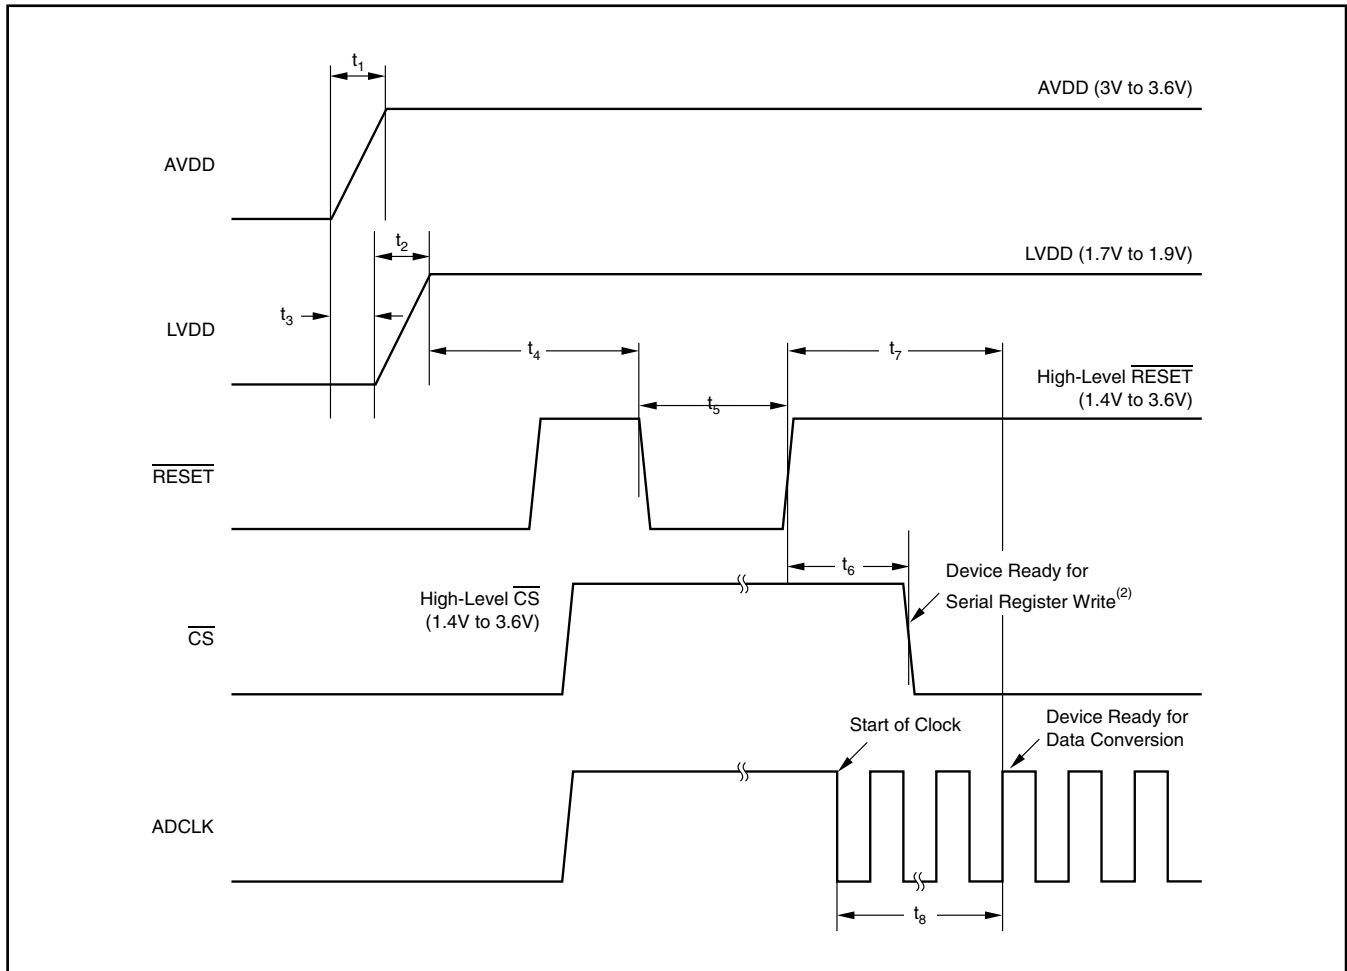 t1
AVDD (3V to 3.6V)
AVDD
t2
LVDD (1.7V to 1.9V)
t3
LVDD
t4
t7
High-Level RESET
(1.4V to 3.6V)
t5
RESET
t6
Device Ready for
Serial Register Write(2)
High-Level CS
(1.4V to 3.6V)
CS
Start of Clock
Device Ready for
Data Conversion
ADCLK
t8